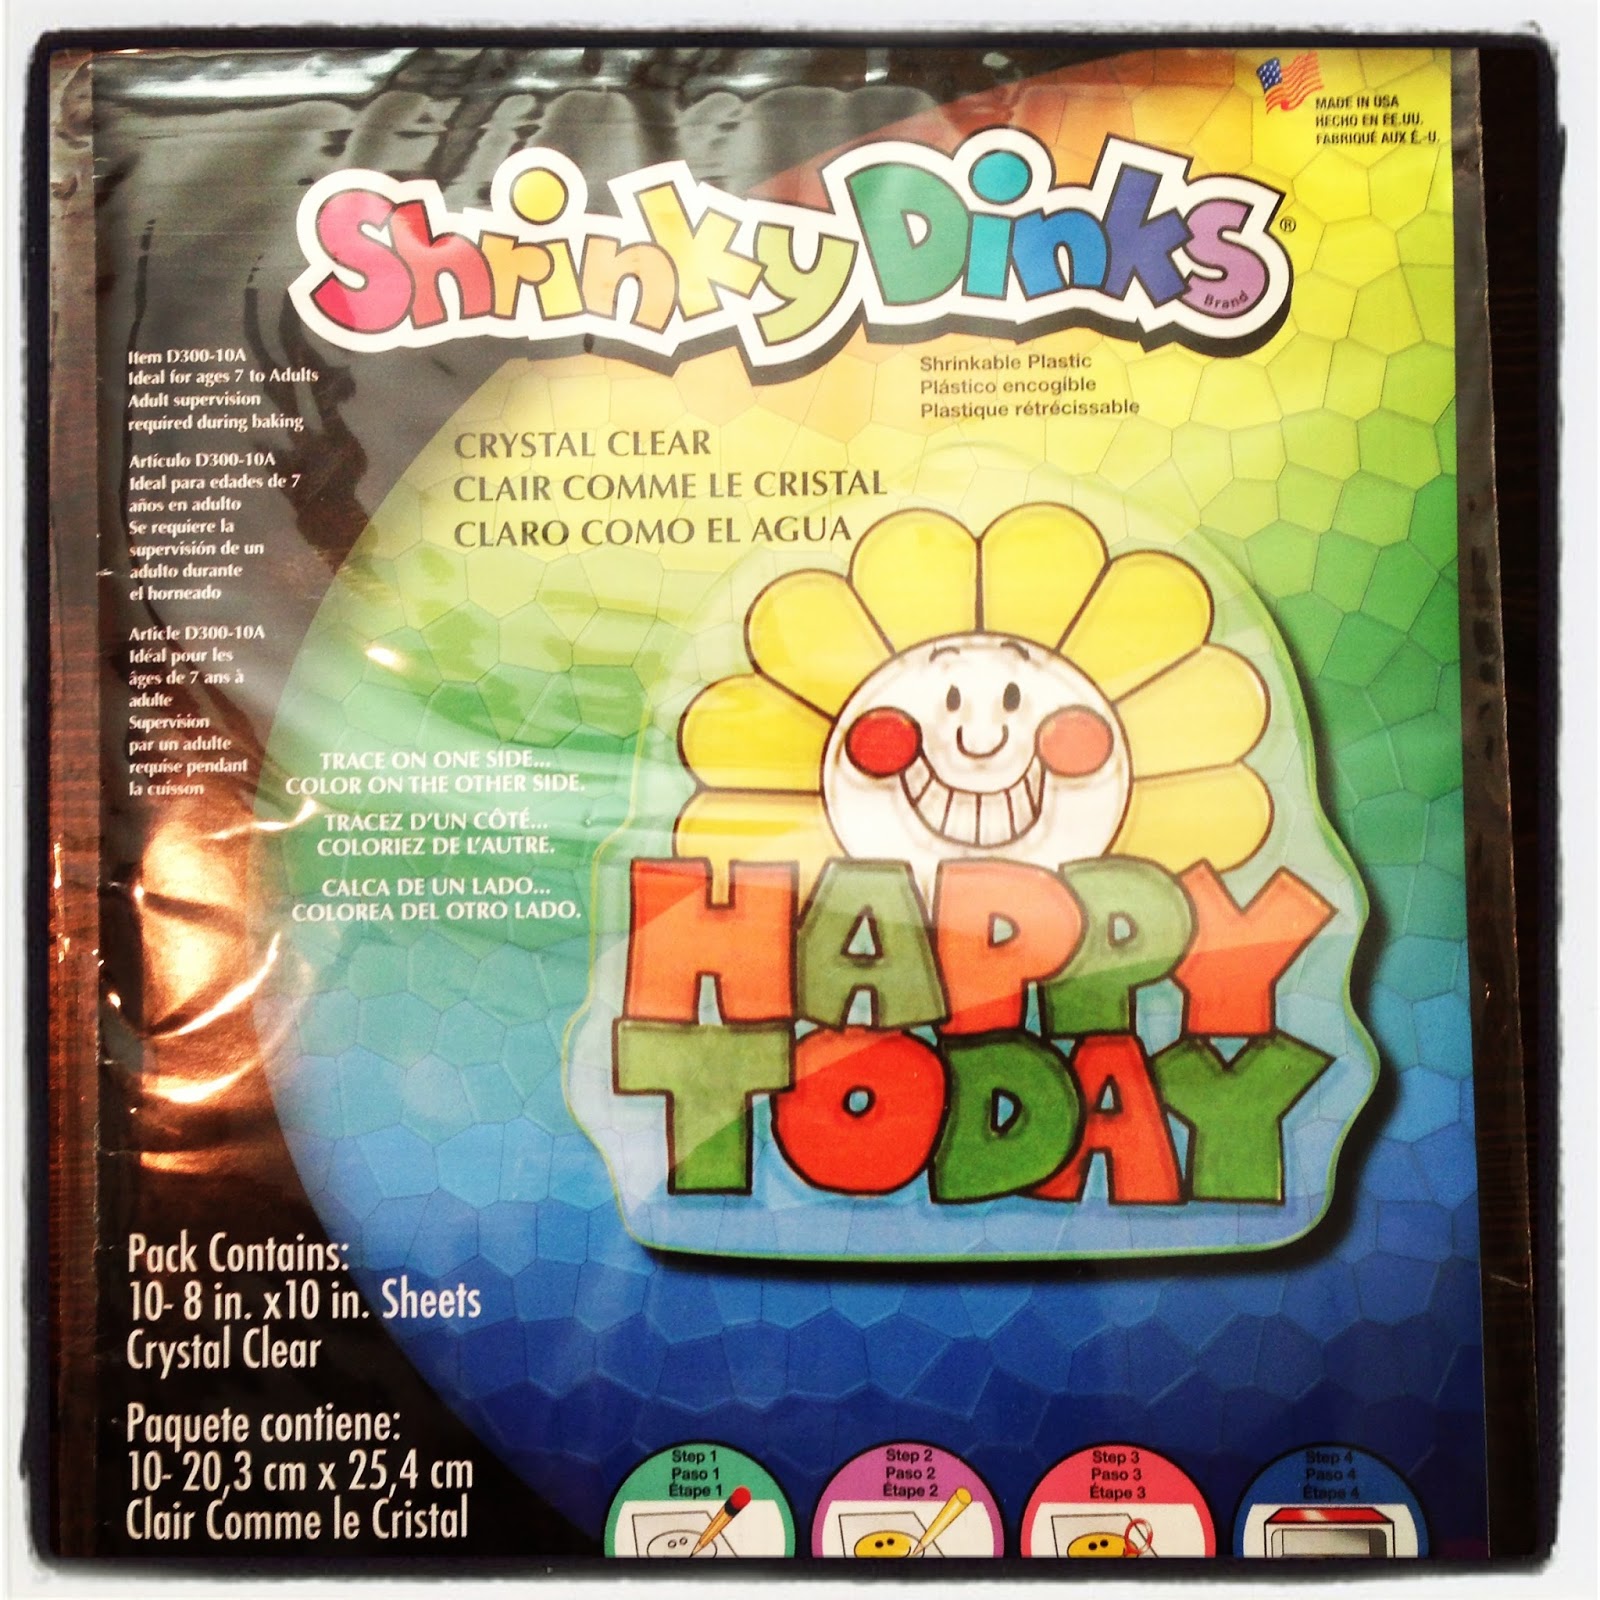 MADE IN USA
HECHO EN EE.UU.
FABRIQUÉ AUX É.-U.
Shrinky Dinks®
Brand
Shrinkable Plastic
Plástico encogible
Plastique rétrécissable
Item D300-10A
Ideal for ages 7 to Adults
Adult supervision
required during baking
Artículo D300-10A
Ideal para edades de 7
años en adulto
Se requiere la
supervisión de un
adulto durante
el horneado
Article D300-10A
Idéal pour les
âges de 7 ans à
adulte
Supervision
par un adulte
requise pendant
la cuisson
CRYSTAL CLEAR
CLAIR COMME LE CRISTAL
CLARO COMO EL AGUA
TRACE ON ONE SIDE...
COLOR ON THE OTHER SIDE.
TRACEZ D'UN CÔTÉ...
COLORIEZ DE L'AUTRE.
CALCA DE UN LADO...
COLOREA DEL OTRO LADO.
HAPPY
TODAY
Pack Contains:
10- 8 in. x10 in. Sheets
Crystal Clear
Paquete contiene:
10- 20,3 cm x 25,4 cm
Clair Comme le Cristal
Step 1
Paso 1
Étape 1
Step 2
Paso 2
Étape 2
Step 3
Paso 3
Étape 3
Step 4
Paso 4
Étape 4